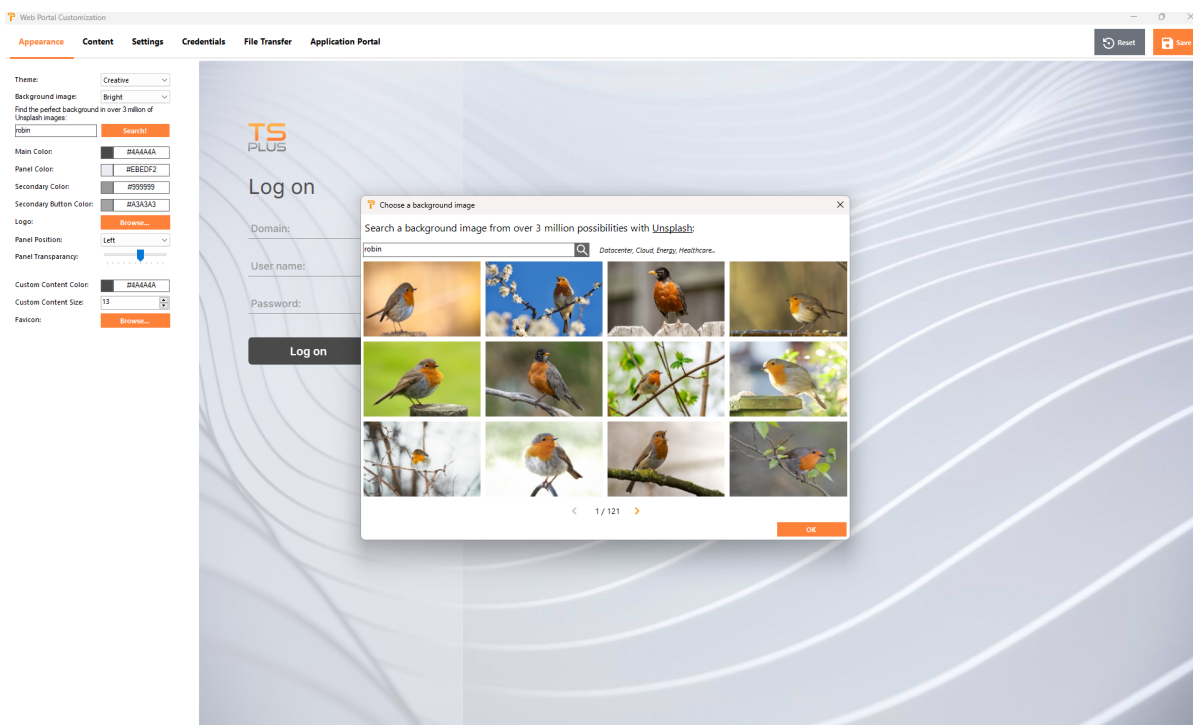 Web Portal Customization
Appearance Content Settings Credentials File Transfer Application Portal Reset Save
Theme: Creative
Background image: Bright
Find the perfect background in over 3 million of
Unsplash images:
robin Search!
Main Color: #4A4A4A
Panel Color: #EBEDF2
Secondary Color: #999999
Secondary Button Color: #A3A3A3
Logo: Browse...
Panel Position: Left
Panel Transparency:
Custom Content Color: #4A4A4A
Custom Content Size: 13
Favicon: Browse...
TS
PLUS
Log on
Domain:
User name:
Password:
Log on
Choose a background image
Search a background image from over 3 million possibilities with Unsplash:
robin Datacenter, Cloud, Energy, Healthcare..
1 / 121
OK